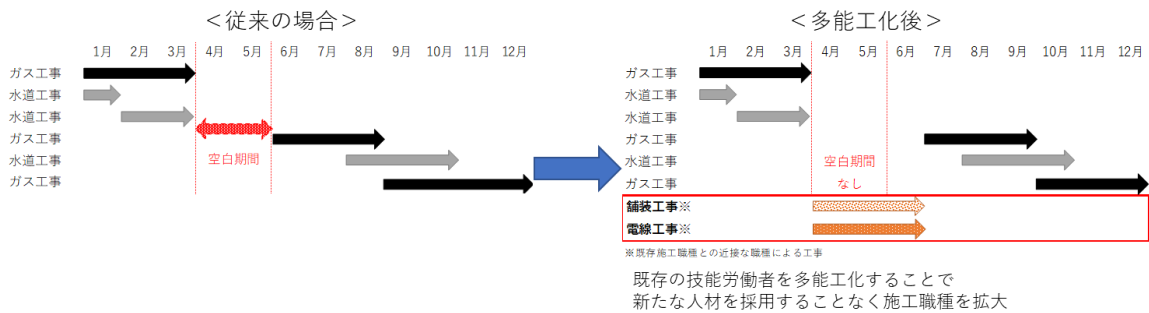 ＜従来の場合＞
1月 2月 3月 4月 5月 6月 7月 8月 9月 10月 11月 12月
ガス工事
水道工事
水道工事
ガス工事
空白期間
水道工事
ガス工事
＜多能工化後＞
1月 2月 3月 4月 5月 6月 7月 8月 9月 10月 11月 12月
ガス工事
水道工事
水道工事
ガス工事
水道工事
空白期間
なし
ガス工事
舗装工事※
電線工事※
※既存施工職種との近接な職種による工事
既存の技能労働者を多能工化することで
新たな人材を採用することなく施工職種を拡大